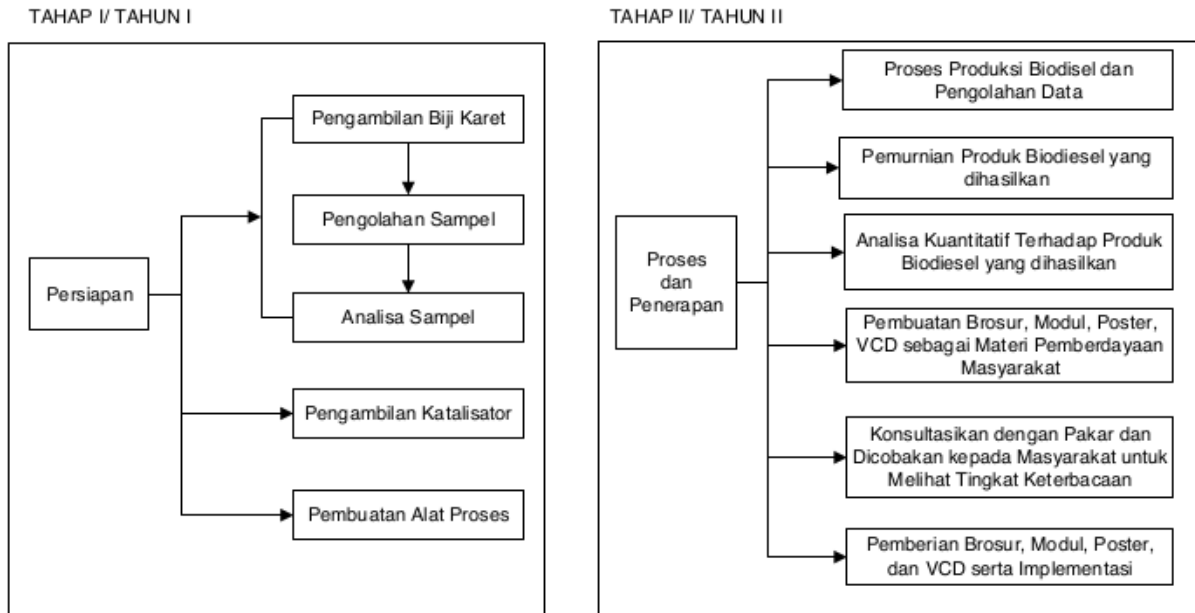 TAHAP I/ TAHUN I
Persiapan
Pengambilan Biji Karet
Pengolahan Sampel
Analisa Sampel
Pengambilan Katalisator
Pembuatan Alat Proses
TAHAP II/ TAHUN II
Proses
dan
Penerapan
Proses Produksi Biodisel dan
Pengolahan Data
Pemurnian Produk Biodiesel yang
dihasilkan
Analisa Kuantitatif Terhadap Produk
Biodiesel yang dihasilkan
Pembuatan Brosur, Modul, Poster,
VCD sebagai Materi Pemberdayaan
Masyarakat
Konsultasikan dengan Pakar dan
Dicobakan kepada Masyarakat untuk
Melihat Tingkat Keterbacaan
Pemberian Brosur, Modul, Poster,
dan VCD serta Implementasi